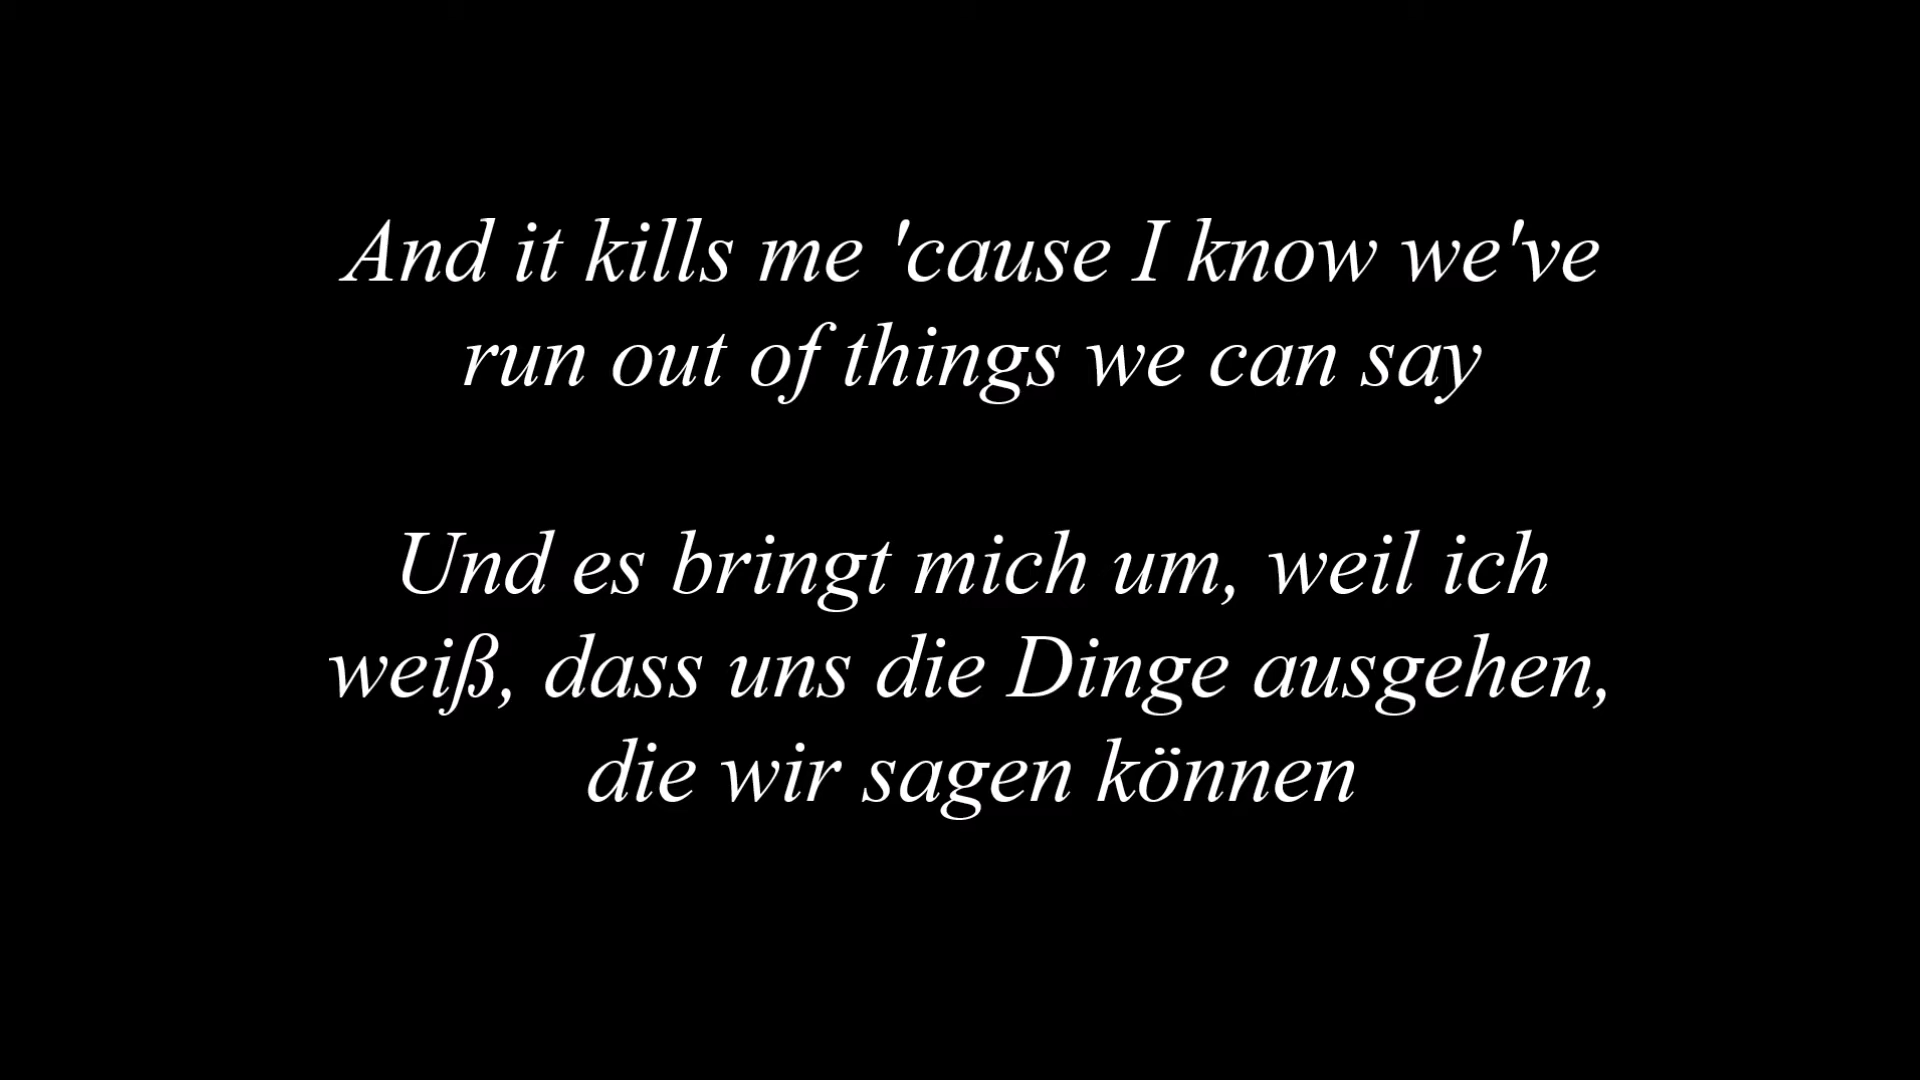 And it kills me 'cause I know we've
run out of things we can say
Und es bringt mich um, weil ich
weiß, dass uns die Dinge ausgehen,
die wir sagen können